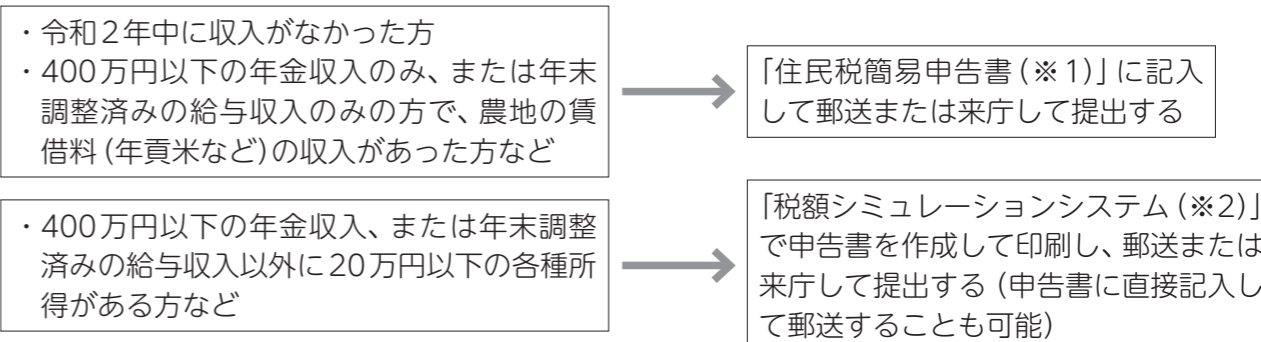 ・令和2年中に収入がなかった方
・400万円以下の年金収入のみ、または年末
調整済みの給与収入のみの方で、農地の賃
借料（年貢米など）の収入があった方など
「住民税簡易申告書（※1）」に記入
して郵送または来庁して提出する
・400万円以下の年金収入、または年末調整
済みの給与収入以外に20万円以下の各種所
得がある方など
「税額シミュレーションシステム（※2）」
で申告書を作成して印刷し、郵送または
来庁して提出する（申告書に直接記入し
て郵送することも可能）